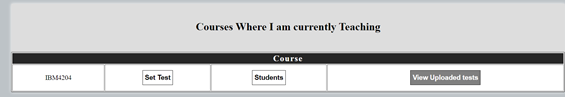 Courses Where I am currently Teaching
Course
IBM4204 Set Test Students View Uploaded tests